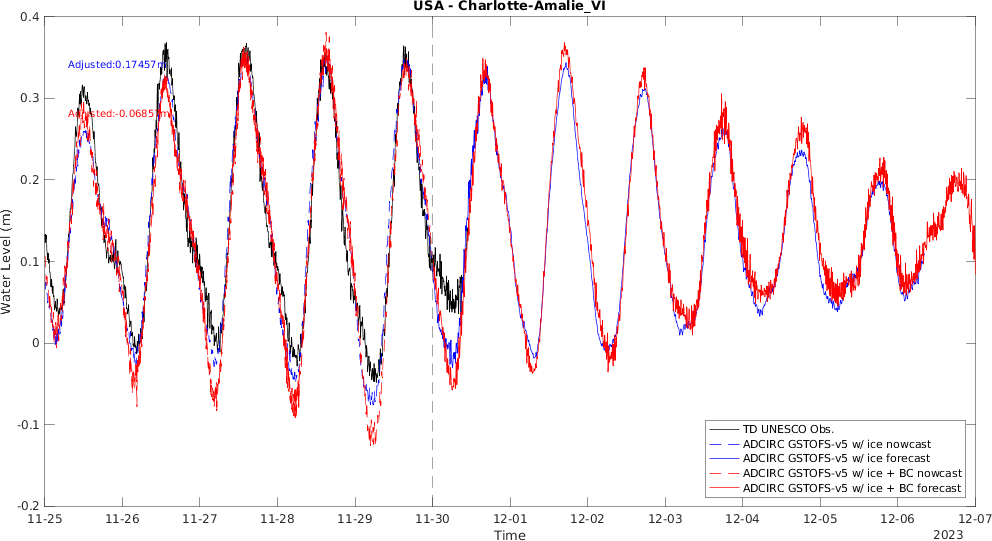 USA - Charlotte-Amalie_VI
0.4
0.3
0.2
0.1
0
-0.1
-0.2
Water Level (m)
Adjusted:0.17457m
Adjusted:-0.0685?m
TD UNESCO Obs.
ADCIRC GSTOFS-v5 w/ ice nowcast
ADCIRC GSTOFS-v5 w/ ice forecast
ADCIRC GSTOFS-v5 w/ ice + BC nowcast
ADCIRC GSTOFS-v5 w/ ice + BC forecast
11-25 11-26 11-27 11-28 11-29 11-30 12-01 12-02 12-03 12-04 12-05 12-06 12-07
Time
2023